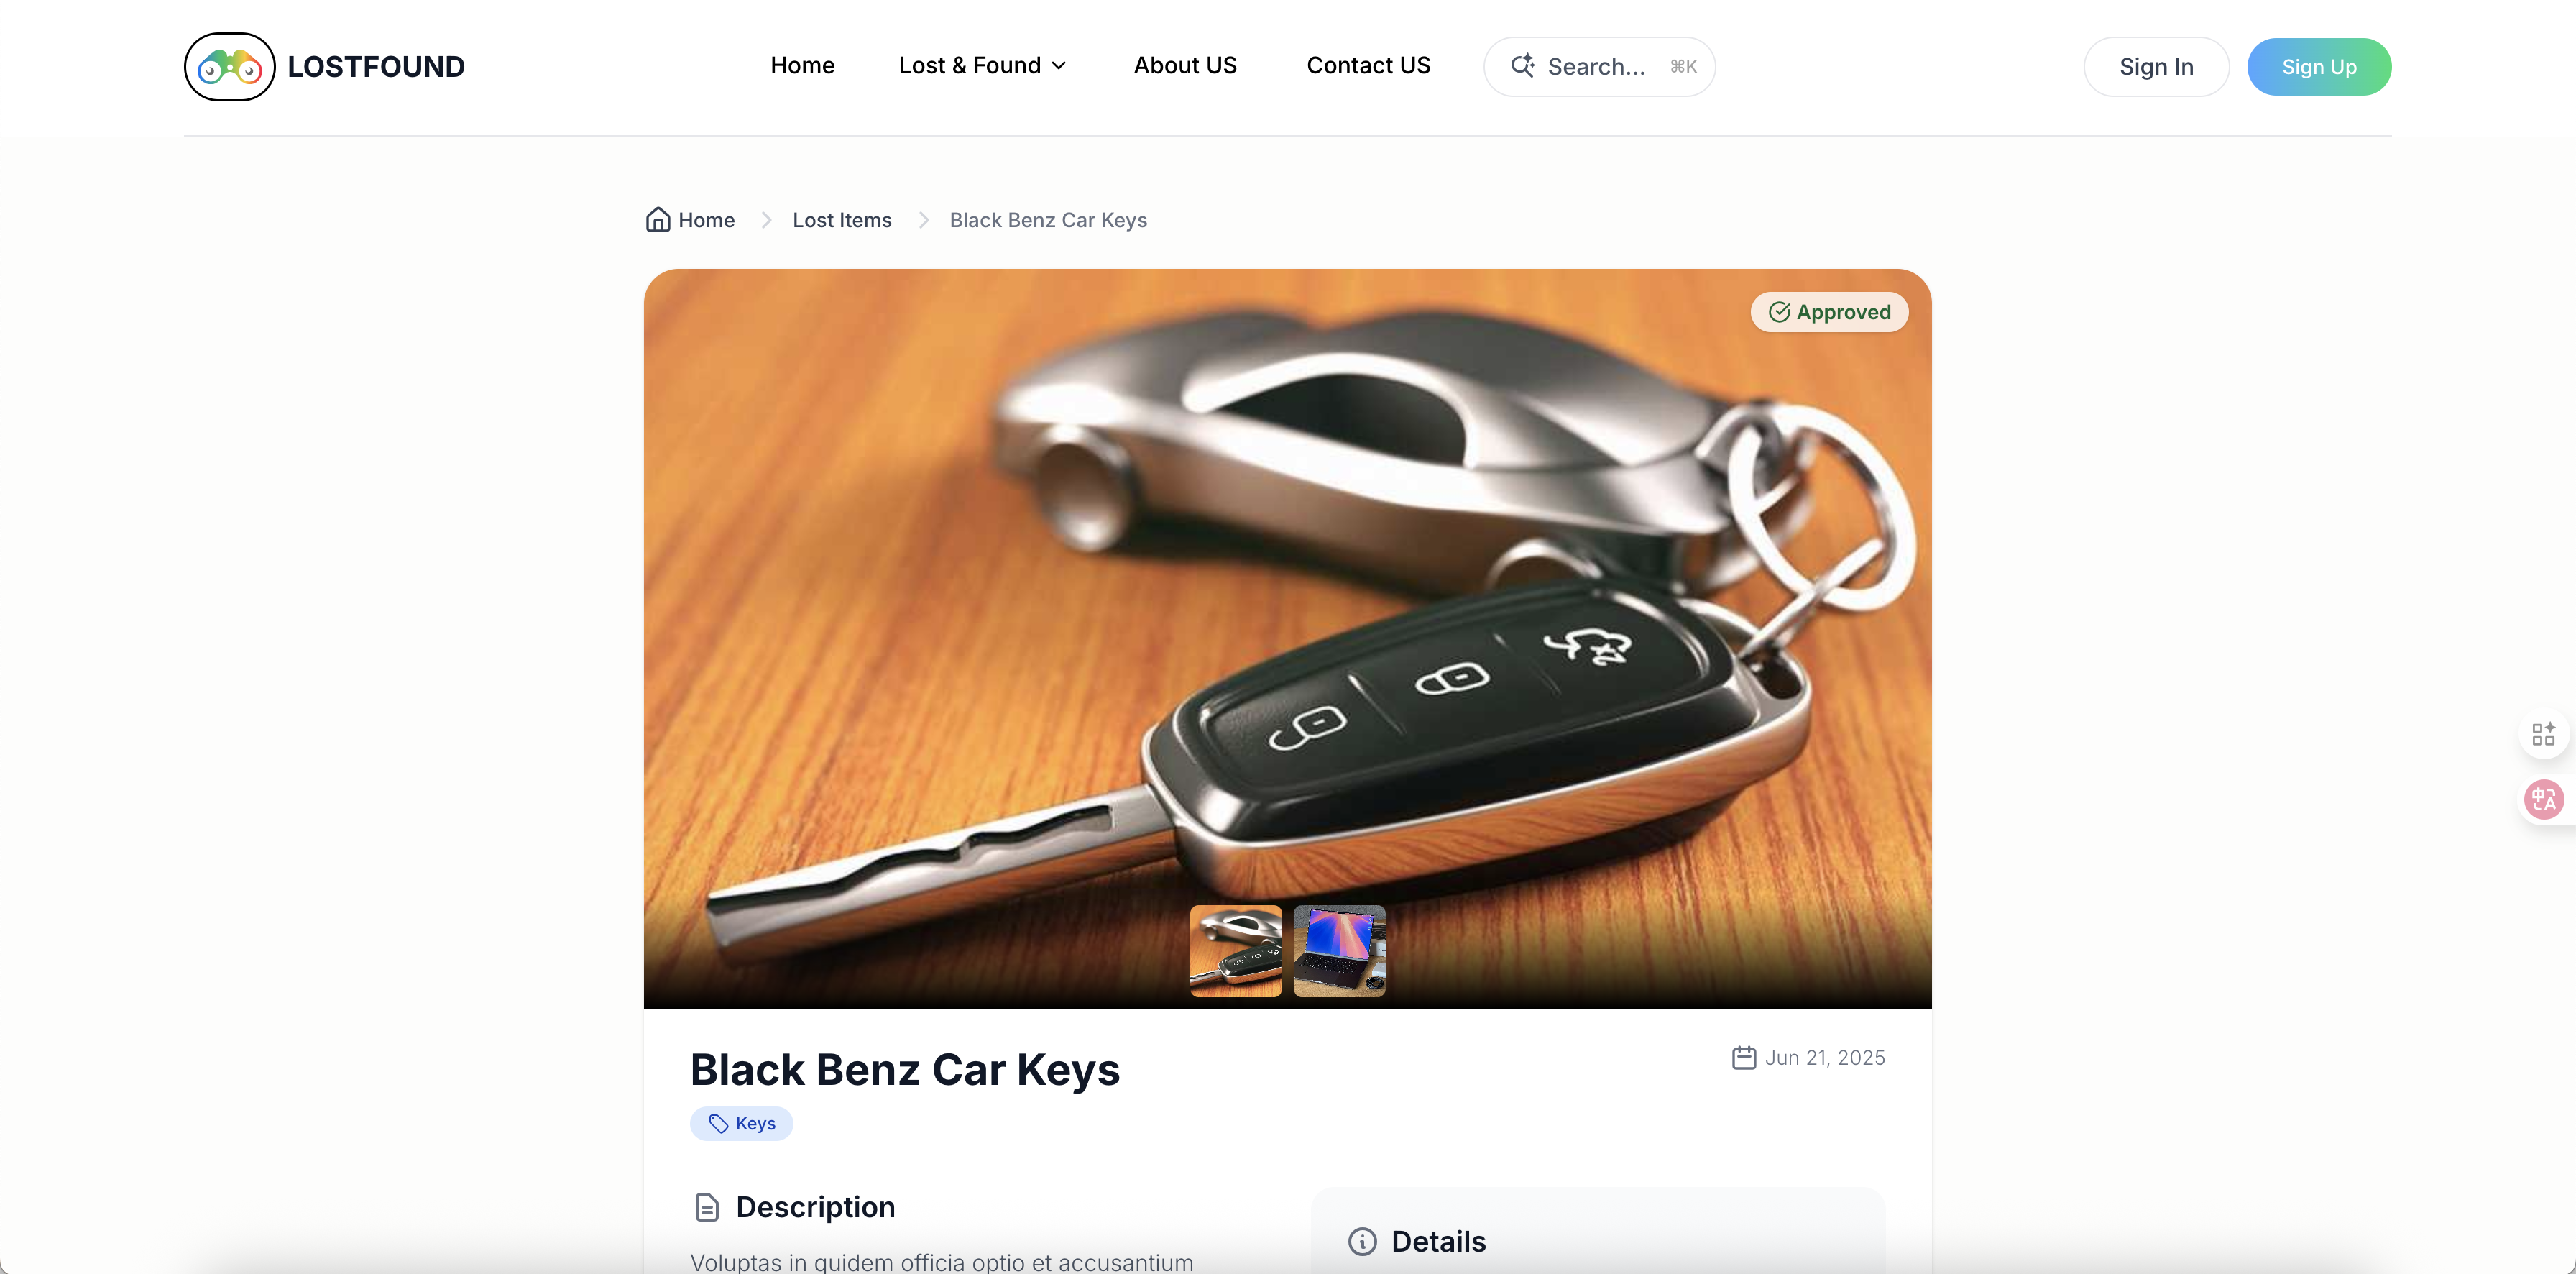 LOSTFOUND
Home
Lost & Found
About US
Contact US
Search...
⌘K
Sign In
Sign Up
Home
Lost Items
Black Benz Car Keys
Approved
Black Benz Car Keys
Jun 21, 2025
Keys
Description
Details
Voluptas in quidem officia optio et accusantium